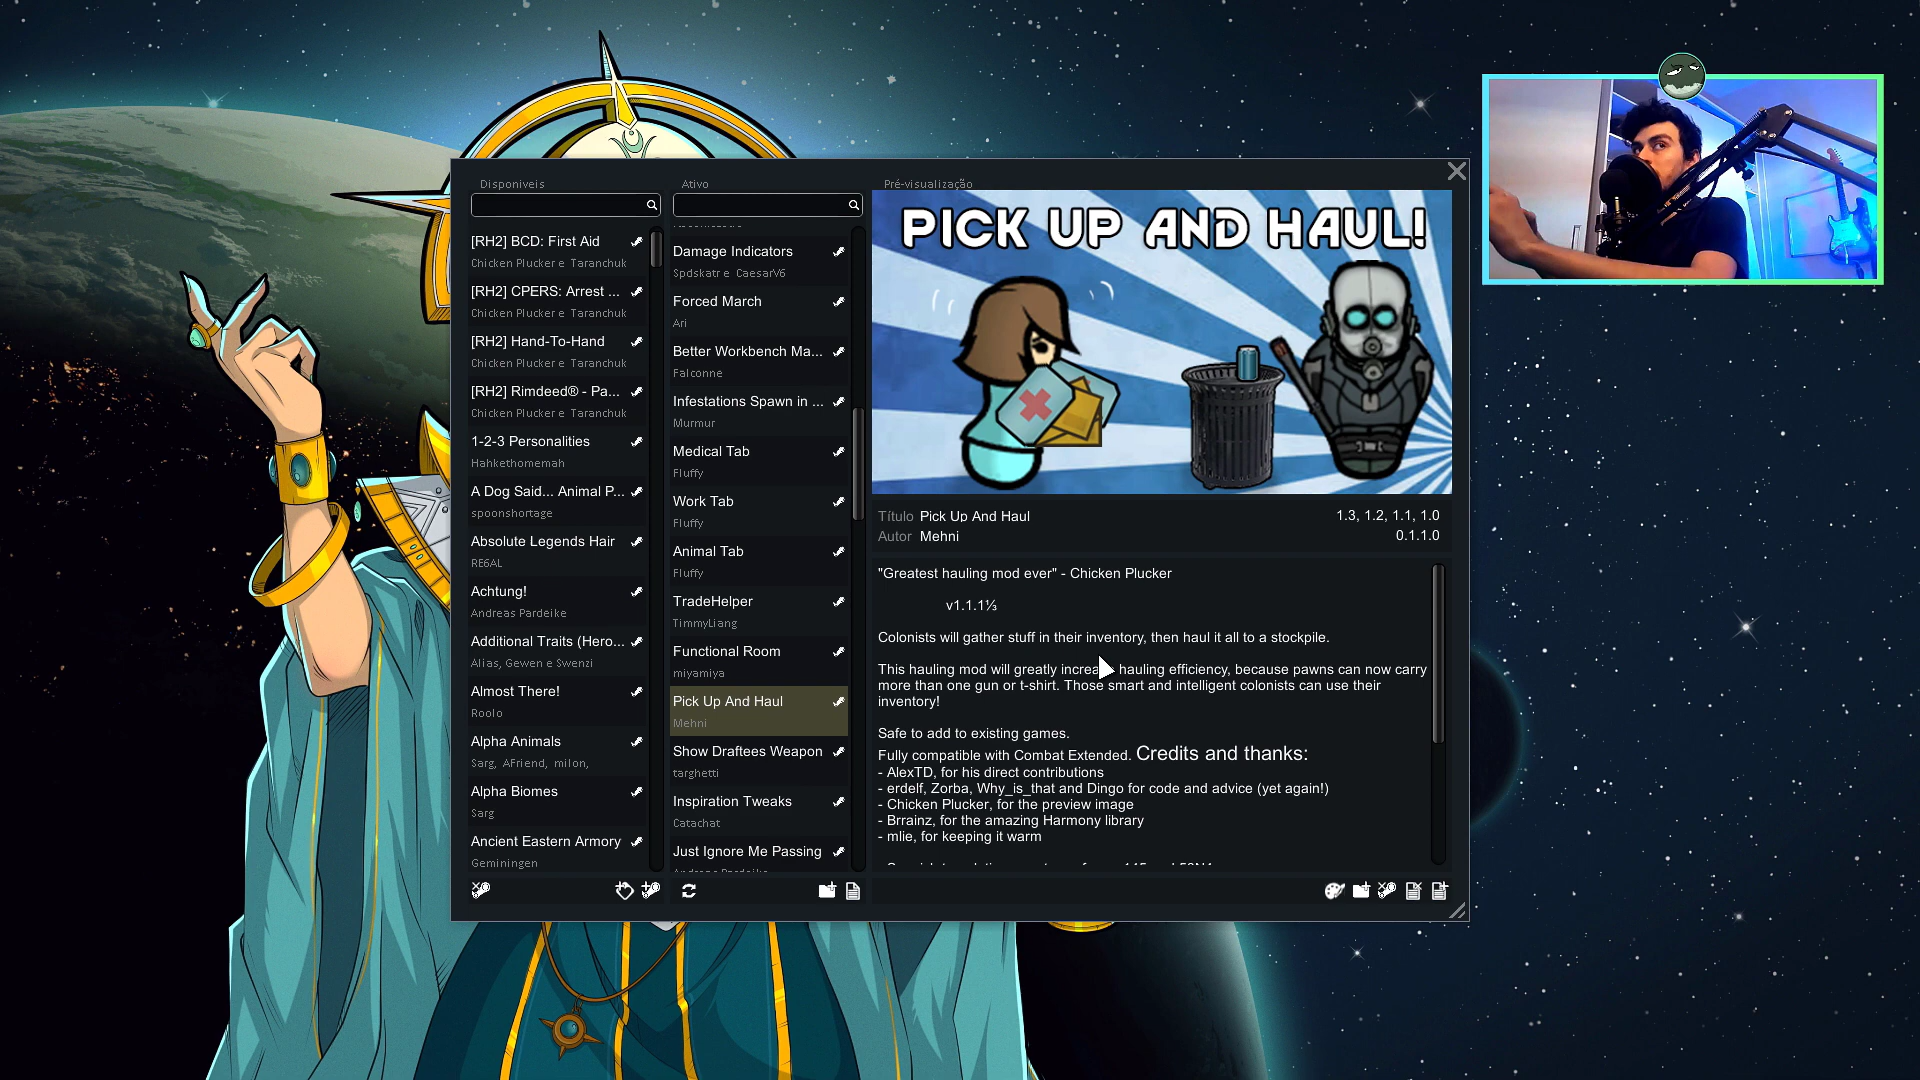 Disponíveis
[RH2] BCD: First Aid
Chicken Plucker e Taranchuk
[RH2] CPERS: Arrest ...
Chicken Plucker e Taranchuk
[RH2] Hand-To-Hand
Chicken Plucker e Taranchuk
[RH2] Rimdeed® - Pa...
Chicken Plucker e Taranchuk
1-2-3 Personalities
Hahkethomemah
A Dog Said... Animal P...
spoonshortage
Absolute Legends Hair
RE6AL
Achtung!
Andreas Pardeike
Additional Traits (Hero...
Alias, Gewen e Swenzi
Almost There!
Roolo
Alpha Animals
Sarg, AFriend, milon,
Alpha Biomes
Sarg
Ancient Eastern Armory
Geminingen
Ativo
Damage Indicators
Spdskatr e CaesarV6
Forced March
Ari
Better Workbench Ma...
Falconne
Infestations Spawn in ...
Murmur
Medical Tab
Fluffy
Work Tab
Fluffy
Animal Tab
Fluffy
TradeHelper
TimmyLiang
Functional Room
miyamiya
Pick Up And Haul
Mehni
Show Draftees Weapon
targhetti
Inspiration Tweaks
Catachat
Just Ignore Me Passing
Pré-visualização
PICK UP AND HAUL!
Título Pick Up And Haul 1.3, 1.2, 1.1, 1.0
Autor Mehni 0.1.1.0
"Greatest hauling mod ever" - Chicken Plucker
v1.1.1⅓
Colonists will gather stuff in their inventory, then haul it all to a stockpile.
This hauling mod will greatly increase hauling efficiency, because pawns can now carry
more than one gun or t-shirt. Those smart and intelligent colonists can use their
inventory!
Safe to add to existing games.
Fully compatible with Combat Extended. Credits and thanks:
- AlexTD, for his direct contributions
- erdelf, Zorba, Why_is_that and Dingo for code and advice (yet again!)
- Chicken Plucker, for the preview image
- Brrainz, for the amazing Harmony library
- mlie, for keeping it warm